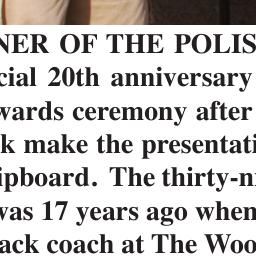 NER OF THE POLIS
cial 20th anniversary
wards ceremony after
k make the presentati
ipboard. The thirty-n
was 17 years ago when
ack coach at The Woo